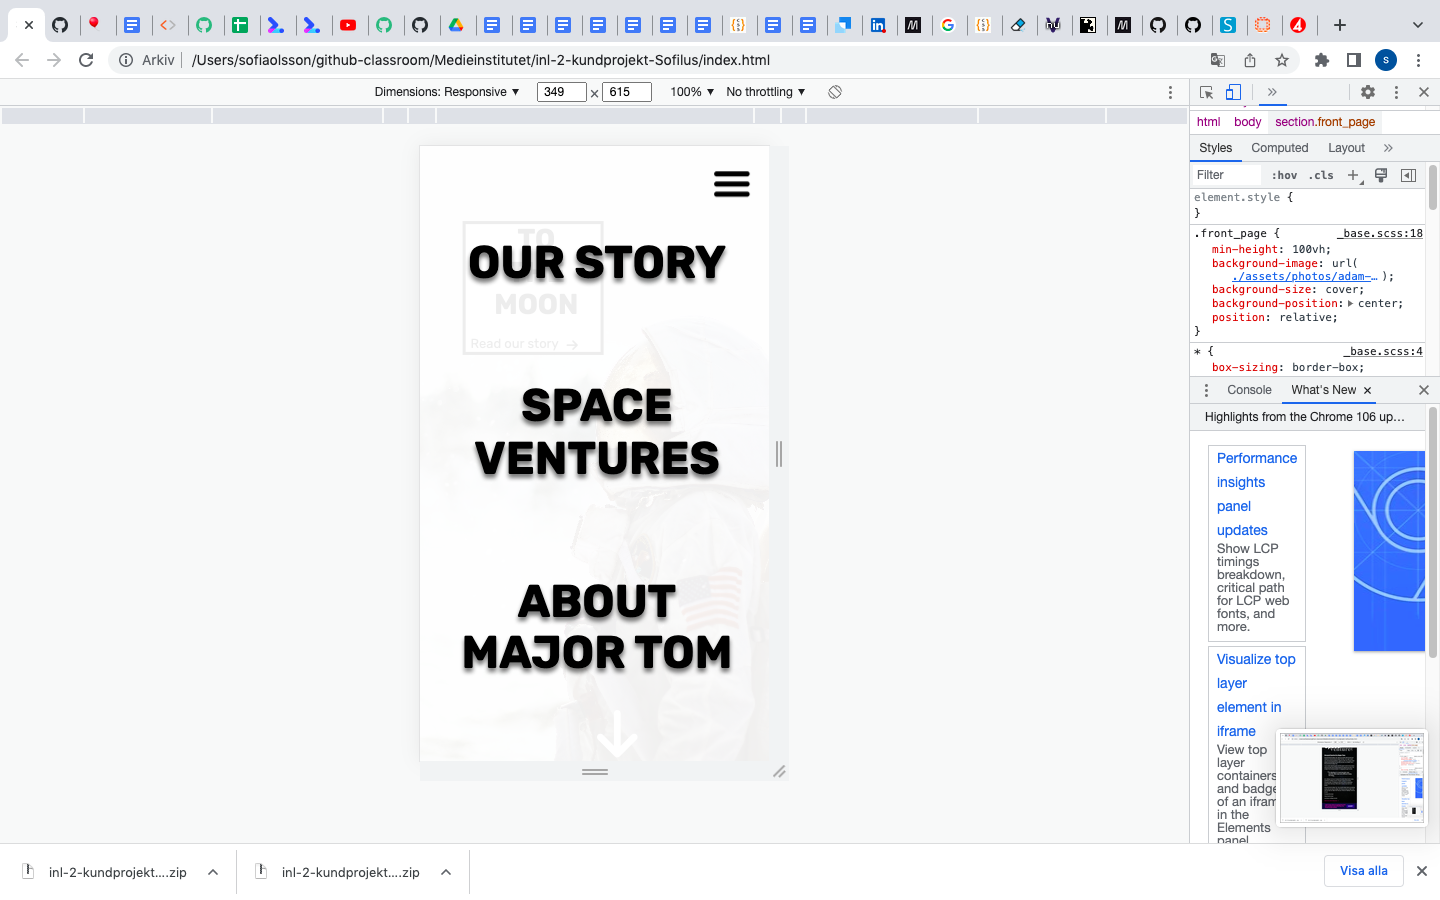 Arkiv
/Users/sofiaolsson/github-classroom/Medieinstitutet/inl-2-kundprojekt-Sofilus/index.html
S
Dimensions: Responsive ▼ 349 × 615 100% ▼ No throttling ▼
html body section.front_page
Styles Computed Layout
Filter :hov .cls
element.style {
}
.front_page { _base.scss:18
min-height: 100vh;
background-image: url(
./assets/photos/adam-… );
background-size: cover;
background-position: center;
position: relative;
}
* { _base.scss:4
box-sizing: border-box;
Console What's New
Highlights from the Chrome 106 up…
Performance
insights
panel
updates
Show LCP
timings
breakdown,
critical path
for LCP web
fonts, and
more.
Visualize top
layer
element in
iframe
View top
layer
containers
and badge
of an ifram
in the
Elements
panel
TO
OUR STORY
MOON
Read our story →
SPACE
VENTURES
ABOUT
MAJOR TOM
inl-2-kundprojekt....zip
inl-2-kundprojekt....zip
Visa alla